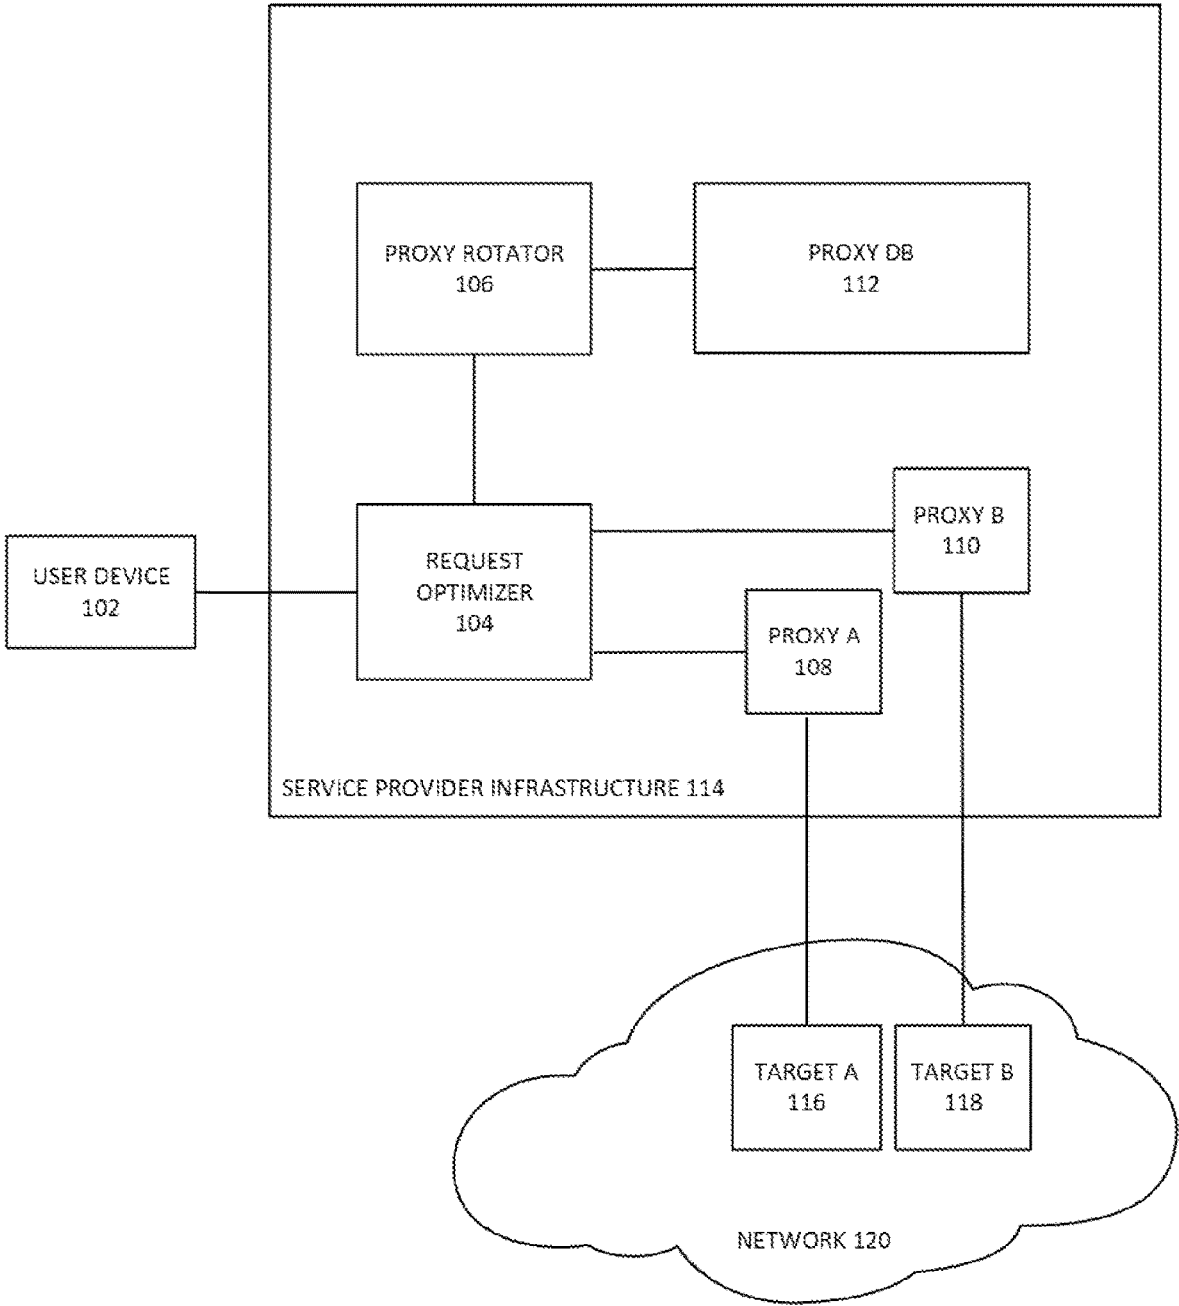 PROXY ROTATOR
106
PROXY DB
112
PROXY B
110
USER DEVICE
102
REQUEST
OPTIMIZER
104
PROXY A
108
SERVICE PROVIDER INFRASTRUCTURE 114
TARGET A
116
TARGET B
118
NETWORK 120